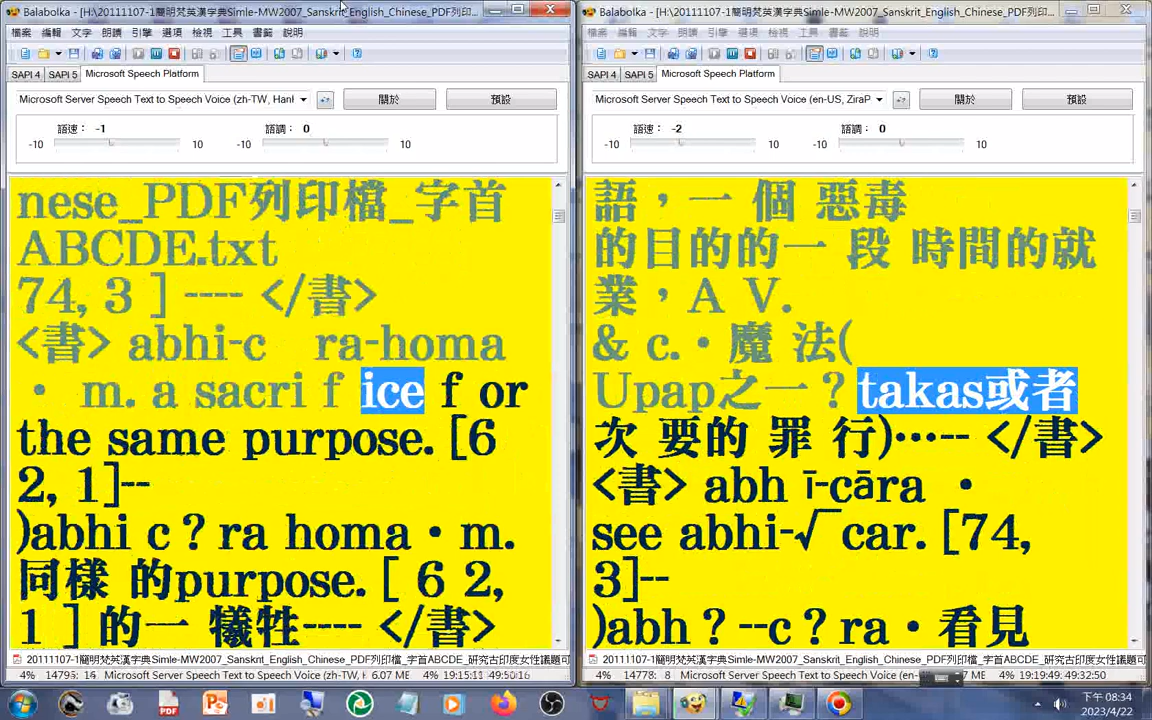 Balabolka - [H:\20111107-1簡明梵英漢字典Simle-MW2007_Sanskrit_English_Chinese_PDF列印...
檔案 編輯 文字 朗讀 引擎 選項 檢視 工具 書籤 說明
SAPI 4 SAPI 5 Microsoft Speech Platform
Microsoft Server Speech Text to Speech Voice (zh-TW, Hanl
關於 預設
語速： -1 語調： 0
-10 10 -10 10
nese_PDF列印檔_字首
ABCDE.txt
74, 3 ] ---- </書>
<書> abhi-c ra-homa
• m. a sacri f ice f or
the same purpose. [6
2, 1]--
)abhi c？ra homa•m.
同樣 的purpose. [ 6 2,
1 ] 的一 犧牲---- </書>
20111107-1簡明梵英漢字典Simle-MW2007_Sanskrit_English_Chinese_PDF列印檔_字首ABCDE_研究古印度女性議題可
4% 14795: 14 Microsoft Server Speech Text to Speech Voice (zh-TW, H 6.07 ME 4% 19:15:11 49:50:16
Balabolka - [H:\20111107-1簡明梵英漢字典Simle-MW2007_Sanskrit_English_Chinese_PDF列印...
檔案 編輯 文字 朗讀 引擎 選項 檢視 工具 書籤 說明
SAPI 4 SAPI 5 Microsoft Speech Platform
Microsoft Server Speech Text to Speech Voice (en-US, ZiraP
關於 預設
語速： -2 語調： 0
-10 10 -10 10
語，一 個 惡毒
的目的的一 段 時間的就
業，A V.
& c.•魔 法(
Upap之一？takas或者
次 要的 罪 行)…-- </書>
<書> abh ī-cāra •
see abhi-√ car. [74,
3]--
)abh？--c？ra•看見
20111107-1簡明梵英漢字典Simle-MW2007_Sanskrit_English_Chinese_PDF列印檔_字首ABCDE_研究古印度女性議題可
4% 14778: 8 Microsoft Server Speech Text to Speech Voice (en-U 6.07 ME 4% 19:19:49 49:32:50
下午 08:34
2023/4/22